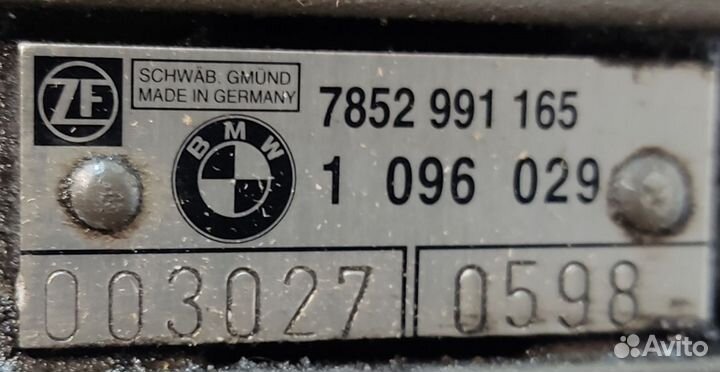 ZF
SCHWÄB. GMÜND
MADE IN GERMANY
7852 991 165
BMW
1 096 029
003027
0598
Avito